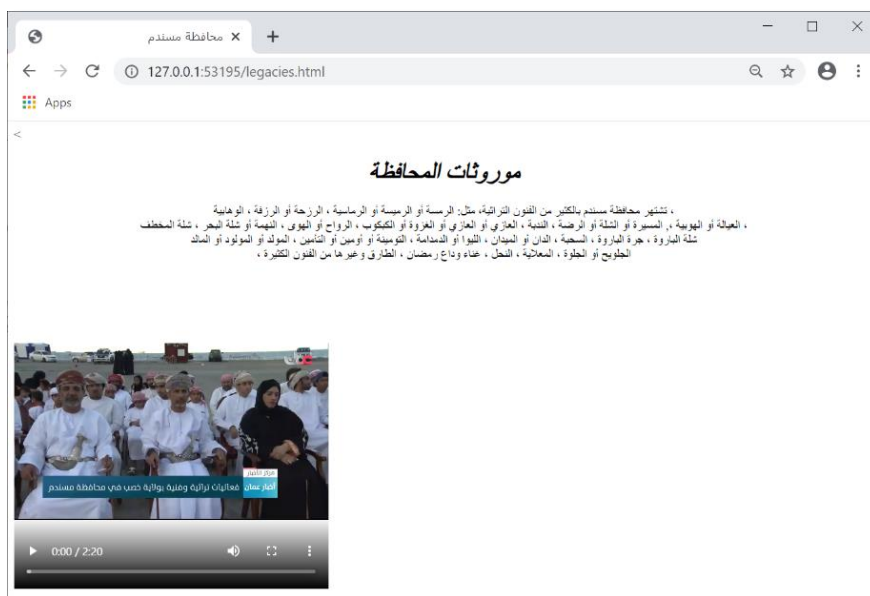 محافظة مسندم
127.0.0.1:53195/legacies.html
Apps
<
موروثات المحافظة
، تشتهر محافظة مسندم بالكثير من الفنون التراثية، مثل: الرمسة أو الرميسة أو الرماسية ، الرزحة أو الرزفة ، الوهابية
، العيالة أو الهوبية ،, المسيرة أو الشلة أو الرضة ، الندبة ، العازي أو العازي أو الغزوة أو الكبكوب ، الرواح أو الهوى ، النهمة أو شلة البحر ، شلة المخطف
شلة الباروة ، جرة الباروة ، السحبة ، الدان أو الميدان ، الليوا أو الدمدامة ، التومينة أو أومين أو التأمين ، المولد أو المولود أو المالد
الجلويح أو الجلوة ، المعلاية ، النحل ، غناء وداع رمضان ، الطارق وغيرها من الفنون الكثيرة ،
مركز الأخبار
أخبار عمان
فعاليات تراثية وفنية بولاية خصب في محافظة مسندم
0:00 / 2:20